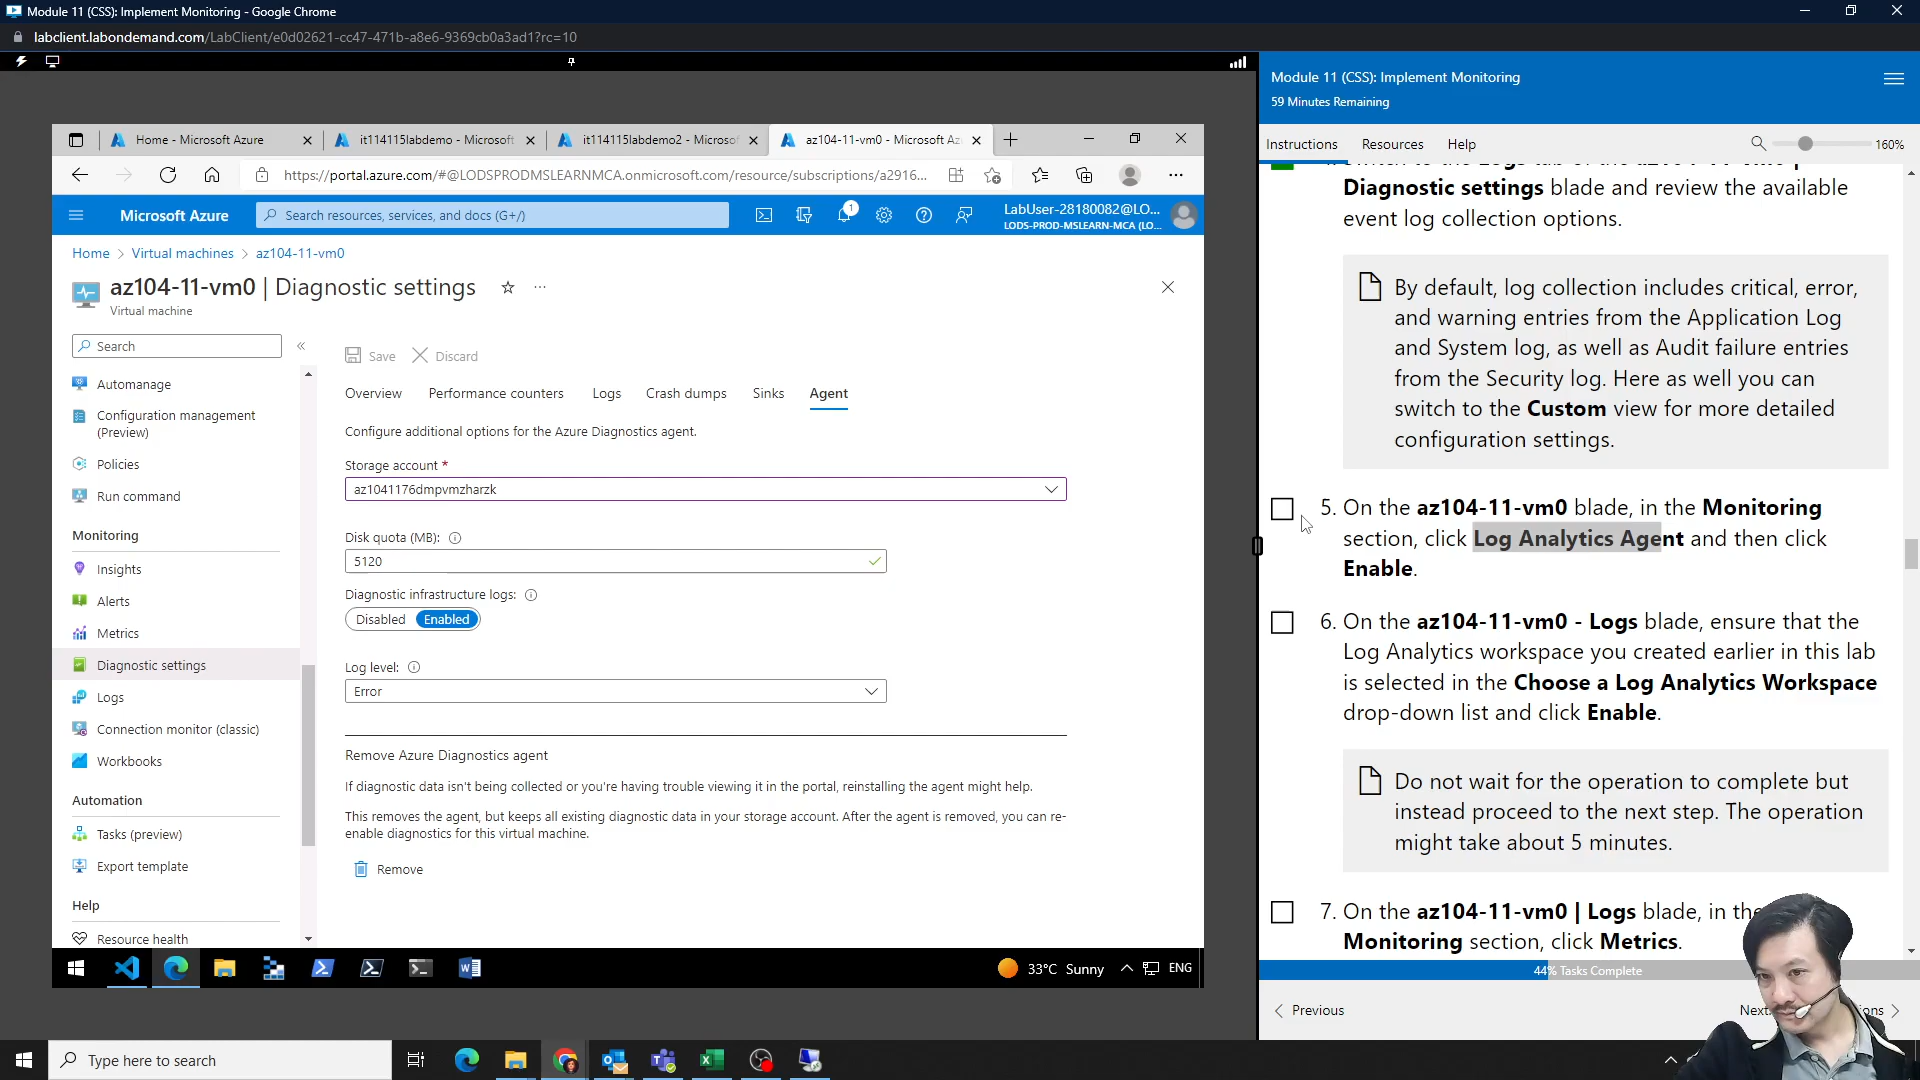 Module 11 (CSS): Implement Monitoring - Google Chrome
labclient.labondemand.com/LabClient/e0d02621-cc47-471b-a8e6-9369cb0a3ad1?rc=10
Home - Microsoft Azure
it114115labdemo - Microsoft
it114115labdemo2 - Microsof
az104-11-vm0 - Microsoft Az
https://portal.azure.com/#@LODSPRODMSLEARNMCA.onmicrosoft.com/resource/subscriptions/a2916...
Microsoft Azure
Search resources, services, and docs (G+/)
1
LabUser-28180082@LO...
LODS-PROD-MSLEARN-MCA (LO...
Home > Virtual machines > az104-11-vm0
az104-11-vm0 | Diagnostic settings
Virtual machine
Search
Automanage
Configuration management
(Preview)
Policies
Run command
Monitoring
Insights
Alerts
Metrics
Diagnostic settings
Logs
Connection monitor (classic)
Workbooks
Automation
Tasks (preview)
Export template
Help
Resource health
Save
Discard
Overview
Performance counters
Logs
Crash dumps
Sinks
Agent
Configure additional options for the Azure Diagnostics agent.
Storage account *
az1041176dmpvmzharzk
Disk quota (MB):
5120
Diagnostic infrastructure logs:
Disabled
Enabled
Log level:
Error
Remove Azure Diagnostics agent
If diagnostic data isn't being collected or you're having trouble viewing it in the portal, reinstalling the agent might help.
This removes the agent, but keeps all existing diagnostic data in your storage account. After the agent is removed, you can re-
enable diagnostics for this virtual machine.
Remove
33°C Sunny
ENG
Module 11 (CSS): Implement Monitoring
59 Minutes Remaining
Instructions
Resources
Help
160%
Diagnostic settings blade and review the available
event log collection options.
By default, log collection includes critical, error,
and warning entries from the Application Log
and System log, as well as Audit failure entries
from the Security log. Here as well you can
switch to the Custom view for more detailed
configuration settings.
5. On the az104-11-vm0 blade, in the Monitoring
section, click Log Analytics Agent and then click
Enable.
6. On the az104-11-vm0 - Logs blade, ensure that the
Log Analytics workspace you created earlier in this lab
is selected in the Choose a Log Analytics Workspace
drop-down list and click Enable.
Do not wait for the operation to complete but
instead proceed to the next step. The operation
might take about 5 minutes.
7. On the az104-11-vm0 | Logs blade, in the
Monitoring section, click Metrics.
44% Tasks Complete
Previous
Next:
ons
Type here to search